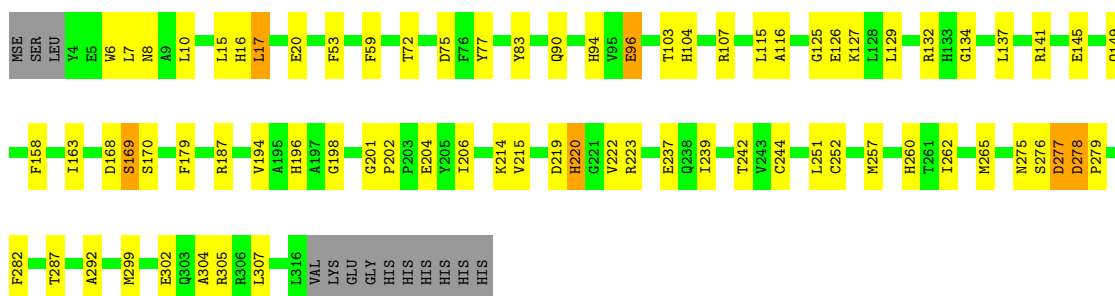 MSE SER LEU Y4 E5 W6 L7 N8 A9 L10 L15 H16 L17 E20 F53 F59 T72 D75 F76 Y77 Y83 Q90 H94 V95 E96 T103 H104 R107 L115 A116 G125 E126 K127 L128 L129 R132 H133 G134 L137 R141 E145
F158 I163 D168 S169 S170 F179 R187 V194 A195 H196 A197 G198 G201 P202 P203 E204 Y205 I206 K214 V215 D219 H220 G221 V222 R223 E237 Q238 I239 T242 V243 C244 L251 C252 M257 H260 T261 I262 M265 N275 S276 D277 D278 P279
F282 T287 A292 M299 E302 Q303 A304 R305 R306 L307 L316 VAL LYS GLU GLY HIS HIS HIS HIS HIS HIS